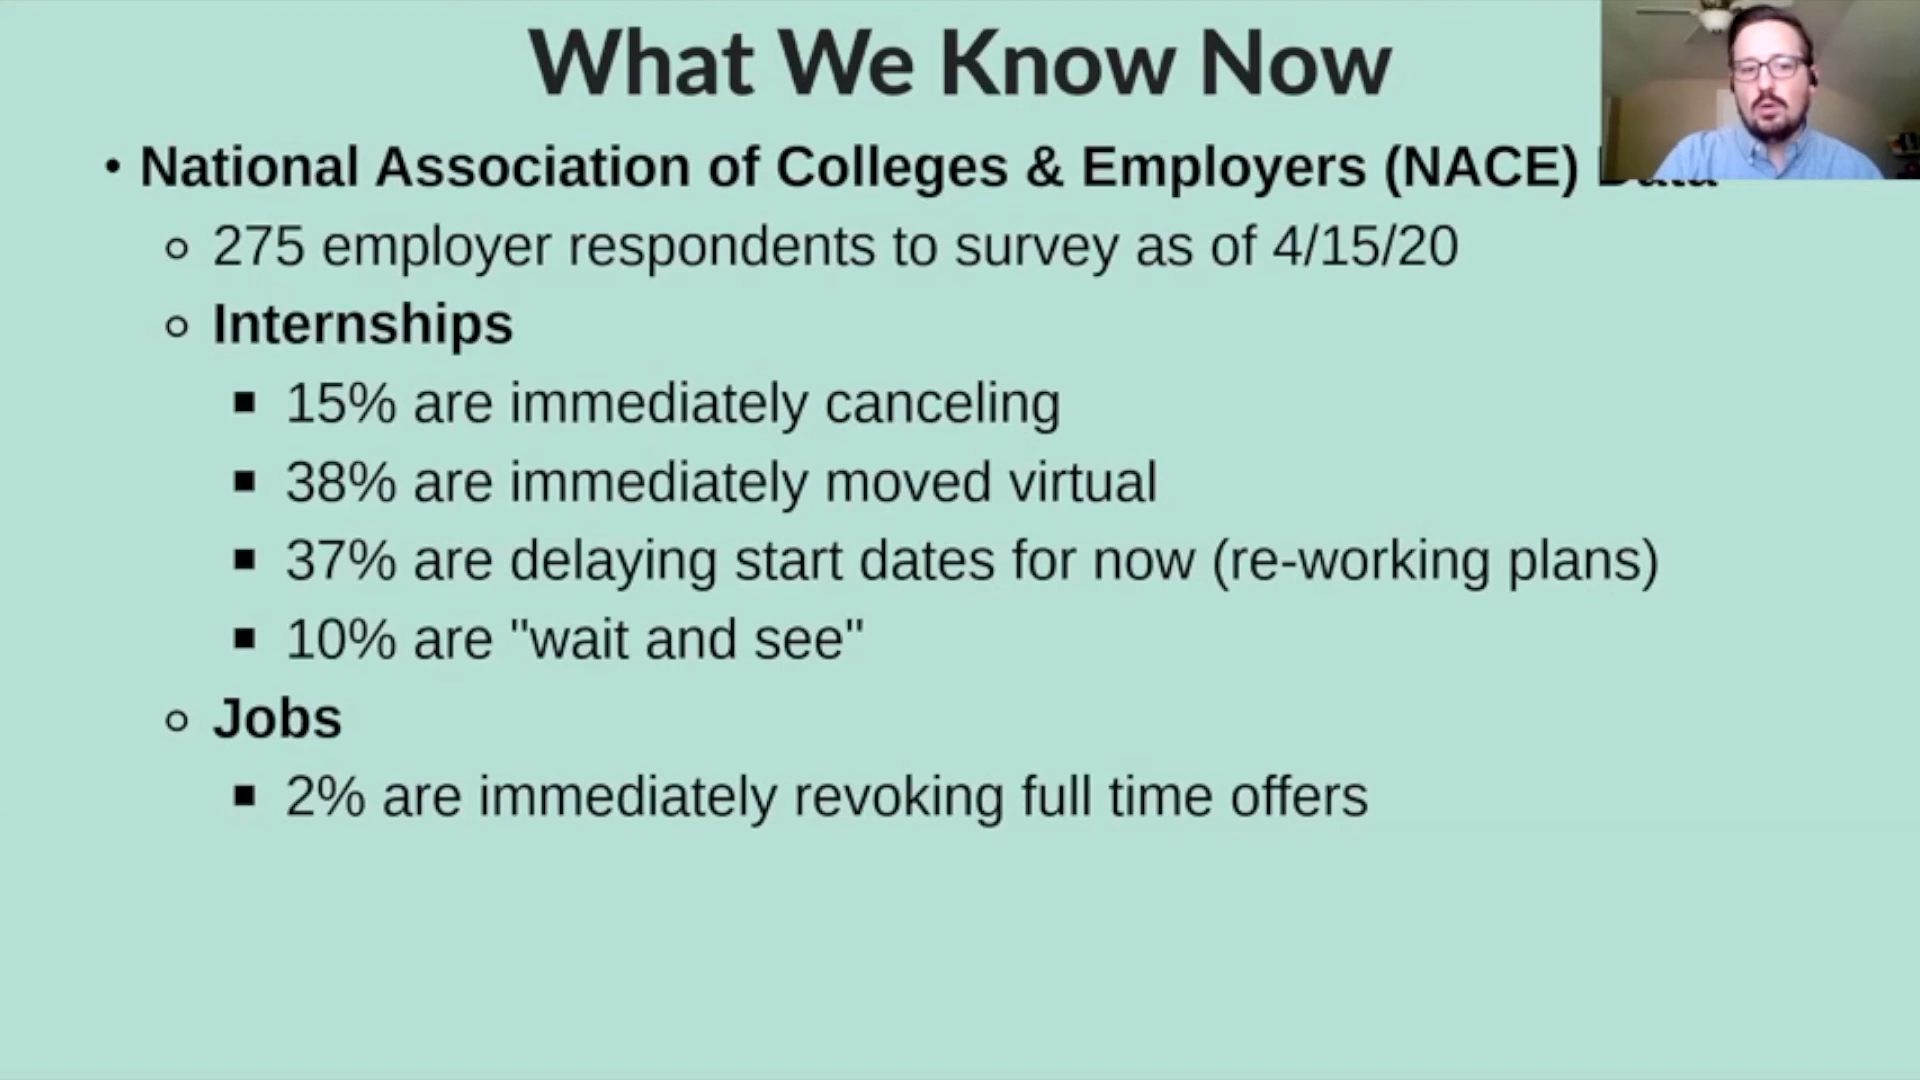 What We Know Now
• National Association of Colleges & Employers (NACE)
○ 275 employer respondents to survey as of 4/15/20
○ Internships
■ 15% are immediately canceling
■ 38% are immediately moved virtual
■ 37% are delaying start dates for now (re-working plans)
■ 10% are "wait and see"
○ Jobs
■ 2% are immediately revoking full time offers